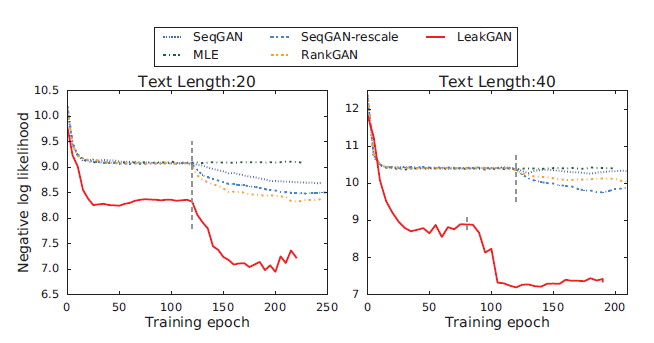 SeqGAN SeqGAN-rescale LeakGAN
MLE RankGAN
Text Length:20
Text Length:40
Negative log likelihood
10.5
10.0
9.5
9.0
8.5
8.0
7.5
7.0
6.5
0 50 100 150 200 250
Training epoch
12
11
10
9
8
7
0 50 100 150 200
Training epoch